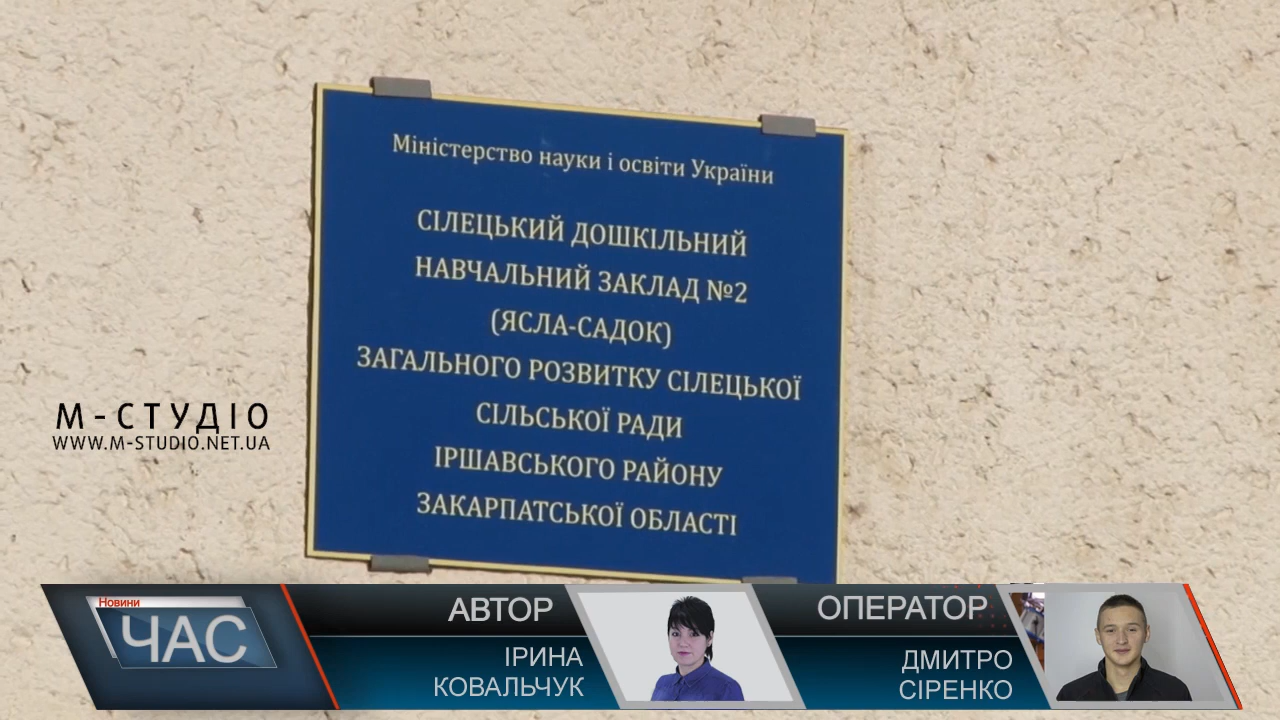 Міністерство науки і освіти України
СІЛЕЦЬКИЙ ДОШКІЛЬНИЙ
НАВЧАЛЬНИЙ ЗАКЛАД №2
(ЯСЛА-САДОК)
ЗАГАЛЬНОГО РОЗВИТКУ СІЛЕЦЬКОЇ
СІЛЬСЬКОЇ РАДИ
ІРШАВСЬКОГО РАЙОНУ
ЗАКАРПАТСЬКОЇ ОБЛАСТІ
М-СТУДІО
WWW.M-STUDIO.NET.UA
Новини
ЧАС
АВТОР
ІРИНА
КОВАЛЬЧУК
ОПЕРАТОР
ДМИТРО
СІРЕНКО